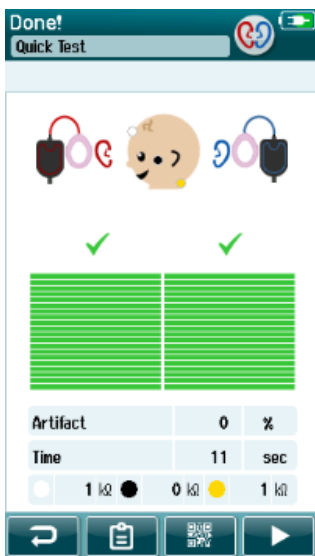 Done!
Quick Test
Artifact 0 %
Time 11 sec
1 kΩ 0 kΩ 1 kΩ